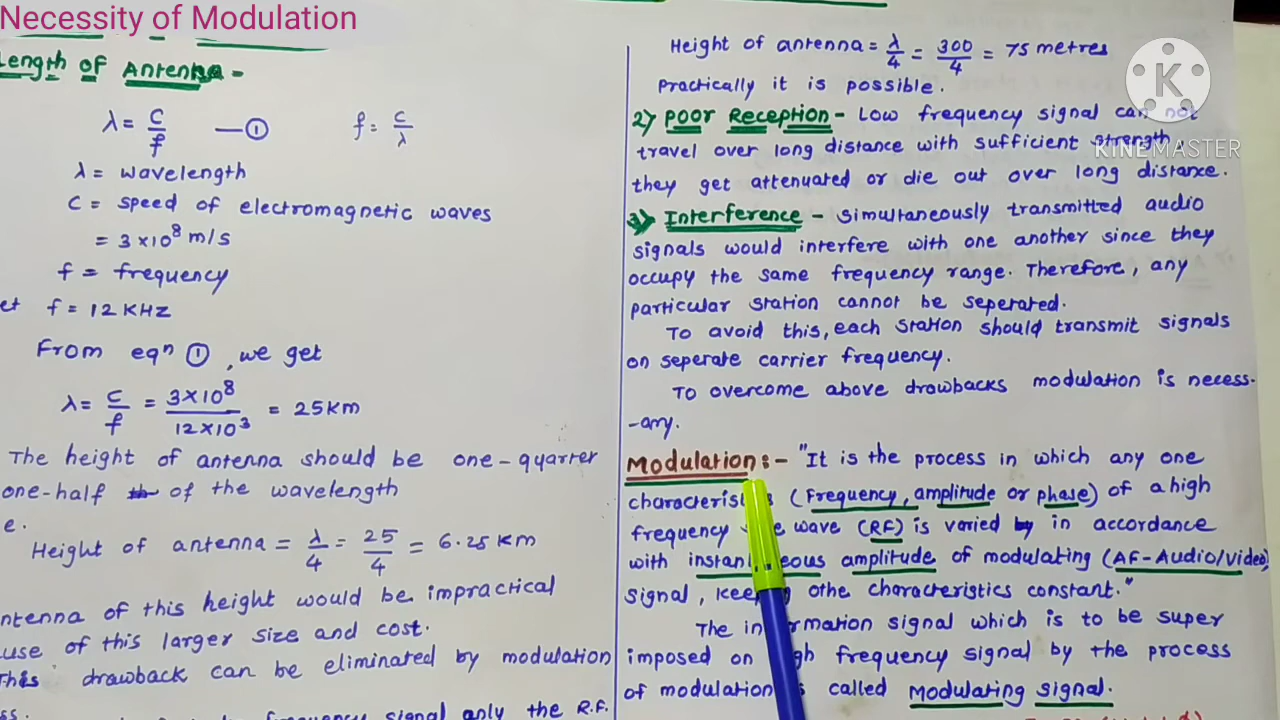 Necessity of Modulation
Length of Antenna -
λ = C/f —① f = C/λ
λ = wavelength
C = speed of electromagnetic waves
= 3×10⁸ m/s
f = frequency
et f = 12 KHz
From eqⁿ ①, we get
λ = C/f = 3×10⁸/12×10³ = 25 Km
The height of antenna should be one-quarter
one-half of the wavelength
e.
Height of antenna = λ/4 = 25/4 = 6.25 Km
ntenna of this height would be impractical
use of this larger size and cost.
This drawback can be eliminated by modulation
ss.
frequency signal only the R.F.
Height of antenna = λ/4 = 300/4 = 75 metres
Practically it is possible.
2) Poor Reception - Low frequency signal can not
travel over long distance with sufficient strength,
they get attenuated or die out over long distance.
3) Interference - Simultaneously transmitted audio
signals would interfere with one another since they
occupy the same frequency range. Therefore, any
particular station cannot be seperated.
To avoid this, each station should transmit signals
on seperate carrier frequency.
To overcome above drawbacks modulation is necess-
-ary.
Modulation:- "It is the process in which any one
characteris (Frequency, amplitude or phase) of a high
frequency e wave (RF) is varied in accordance
with instan eous amplitude of modulating (AF-Audio/Video)
signal, keep othe characteristics constant."
The in rmation signal which is to be super
imposed on gh frequency signal by the process
of modulation s called Modulating signal.
K
KINEMASTER